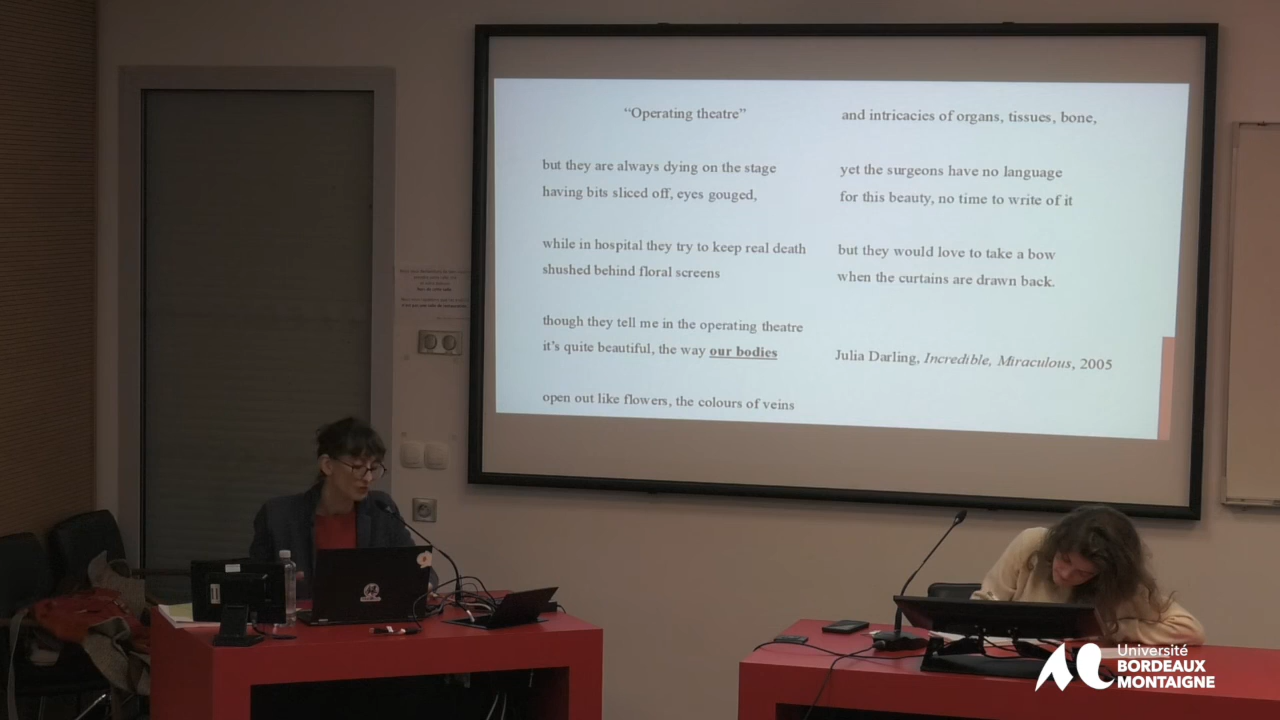 “Operating theatre”
but they are always dying on the stage
having bits sliced off, eyes gouged,
while in hospital they try to keep real death
shushed behind floral screens
though they tell me in the operating theatre
it’s quite beautiful, the way our bodies
open out like flowers, the colours of veins
and intricacies of organs, tissues, bone,
yet the surgeons have no language
for this beauty, no time to write of it
but they would love to take a bow
when the curtains are drawn back.
Julia Darling, Incredible, Miraculous, 2005
Université
BORDEAUX
MONTAIGNE